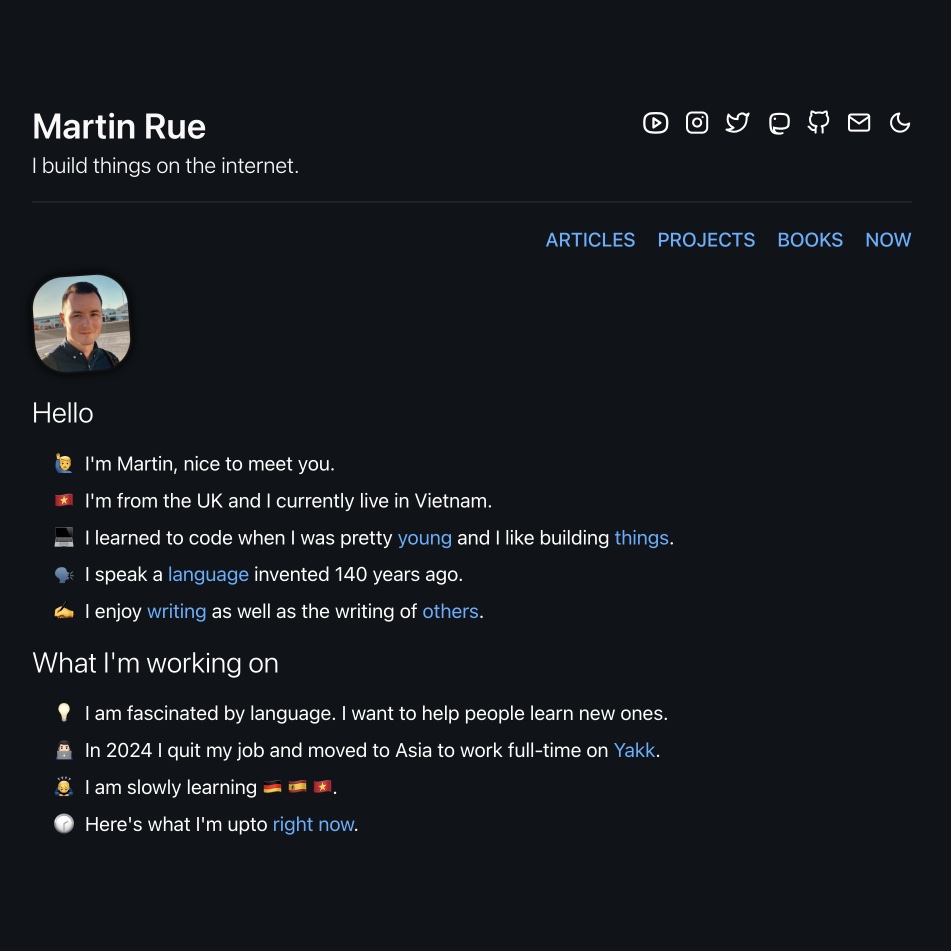 Martin Rue
I build things on the internet.
ARTICLES PROJECTS BOOKS NOW
Hello
I'm Martin, nice to meet you.
I'm from the UK and I currently live in Vietnam.
I learned to code when I was pretty young and I like building things.
I speak a language invented 140 years ago.
I enjoy writing as well as the writing of others.
What I'm working on
I am fascinated by language. I want to help people learn new ones.
In 2024 I quit my job and moved to Asia to work full-time on Yakk.
I am slowly learning 🇩🇪 🇪🇸 🇻🇳.
Here's what I'm upto right now.